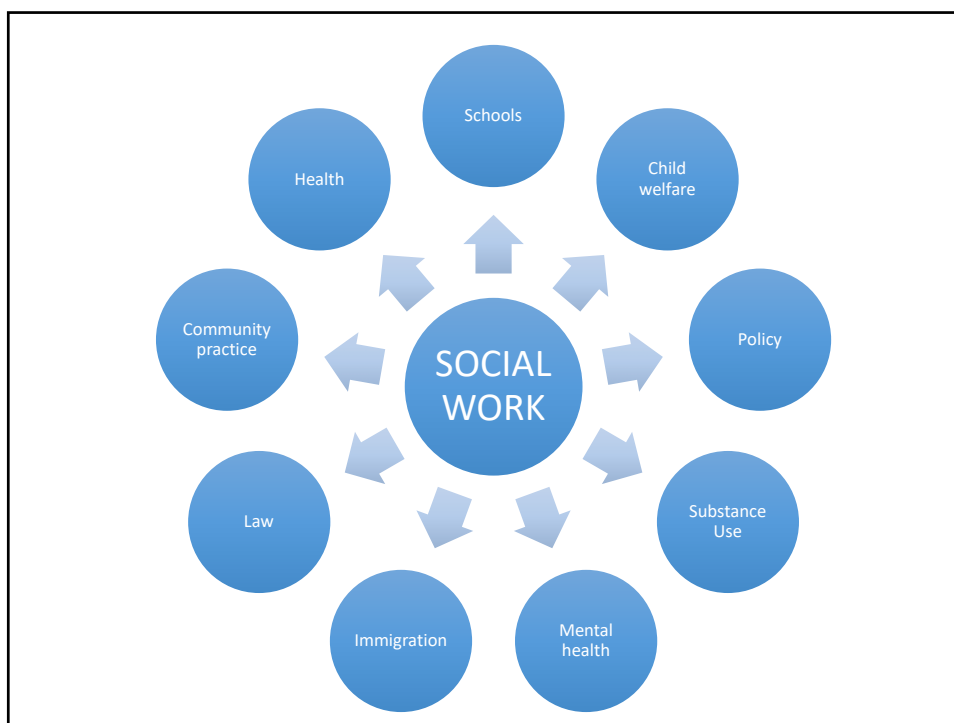 Schools
Child
welfare
Policy
Substance
Use
Mental
health
Immigration
Law
Community
practice
Health
SOCIAL
WORK